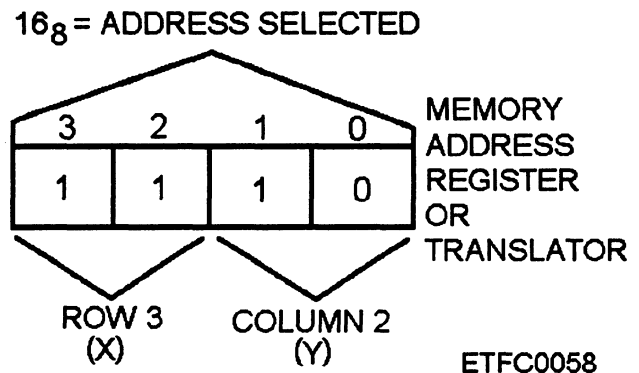 16₈ = ADDRESS SELECTED
3 2 1 0
1 1 1 0
MEMORY
ADDRESS
REGISTER
OR
TRANSLATOR
ROW 3
(X)
COLUMN 2
(Y)
ETFC0058